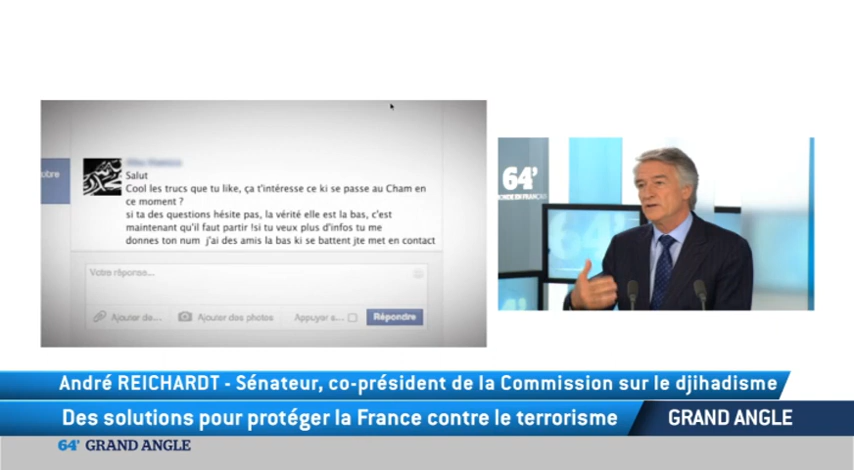 Salut
Cool les trucs que tu like, ça t'intéresse ce ki se passe au Cham en
ce moment ?
si ta des questions hésite pas, la vérité elle est la bas, c'est
maintenant qu'il faut partir !si tu veux plus d'infos tu me
donnes ton num j'ai des amis la bas ki se battent jte met en contact
Votre réponse...
Ajouter de...
Ajouter des photos
Appuyer s...
Répondre
64'
MONDE EN FRANÇAIS
André REICHARDT - Sénateur, co-président de la Commission sur le djihadisme
Des solutions pour protéger la France contre le terrorisme
GRAND ANGLE
64' GRAND ANGLE